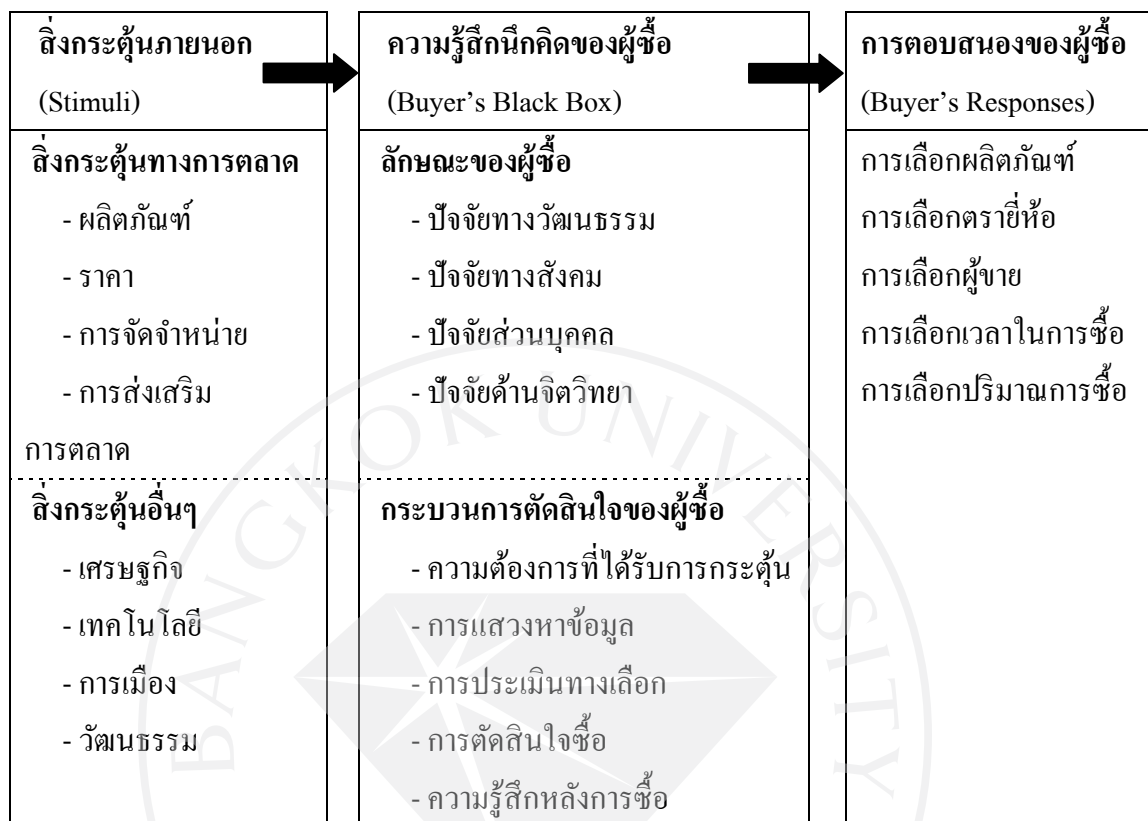 สิ่งกระตุ้นภายนอก
(Stimuli)
สิ่งกระตุ้นทางการตลาด
- ผลิตภัณฑ์
- ราคา
- การจัดจำหน่าย
- การส่งเสริม
การตลาด
สิ่งกระตุ้นอื่นๆ
- เศรษฐกิจ
- เทคโนโลยี
- การเมือง
- วัฒนธรรม
ความรู้สึกนึกคิดของผู้ซื้อ
(Buyer’s Black Box)
ลักษณะของผู้ซื้อ
- ปัจจัยทางวัฒนธรรม
- ปัจจัยทางสังคม
- ปัจจัยส่วนบุคคล
- ปัจจัยด้านจิตวิทยา
กระบวนการตัดสินใจของผู้ซื้อ
- ความต้องการที่ได้รับการกระตุ้น
- การแสวงหาข้อมูล
- การประเมินทางเลือก
- การตัดสินใจซื้อ
- ความรู้สึกหลังการซื้อ
การตอบสนองของผู้ซื้อ
(Buyer’s Responses)
การเลือกผลิตภัณฑ์
การเลือกตรายี่ห้อ
การเลือกผู้ขาย
การเลือกเวลาในการซื้อ
การเลือกปริมาณการซื้อ
BANGKOK UNIVERSITY